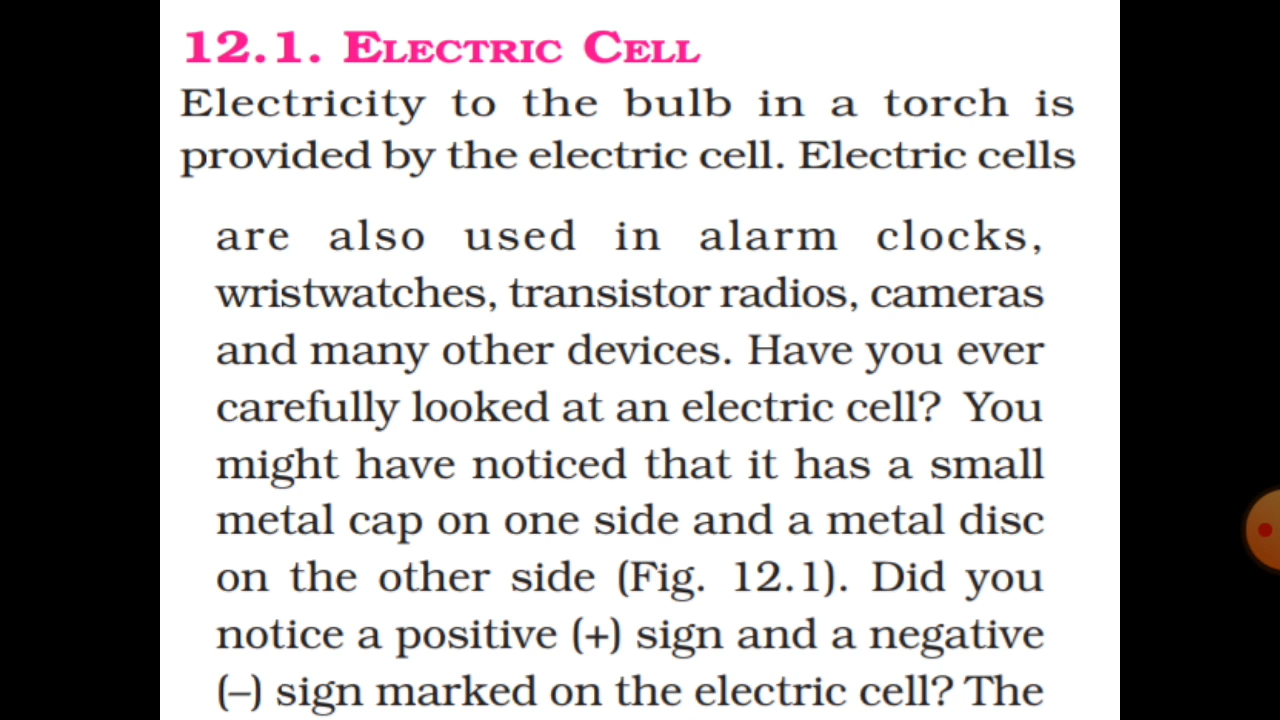 12.1. ELECTRIC CELL
Electricity to the bulb in a torch is
provided by the electric cell. Electric cells
are also used in alarm clocks,
wristwatches, transistor radios, cameras
and many other devices. Have you ever
carefully looked at an electric cell? You
might have noticed that it has a small
metal cap on one side and a metal disc
on the other side (Fig. 12.1). Did you
notice a positive (+) sign and a negative
(–) sign marked on the electric cell? The